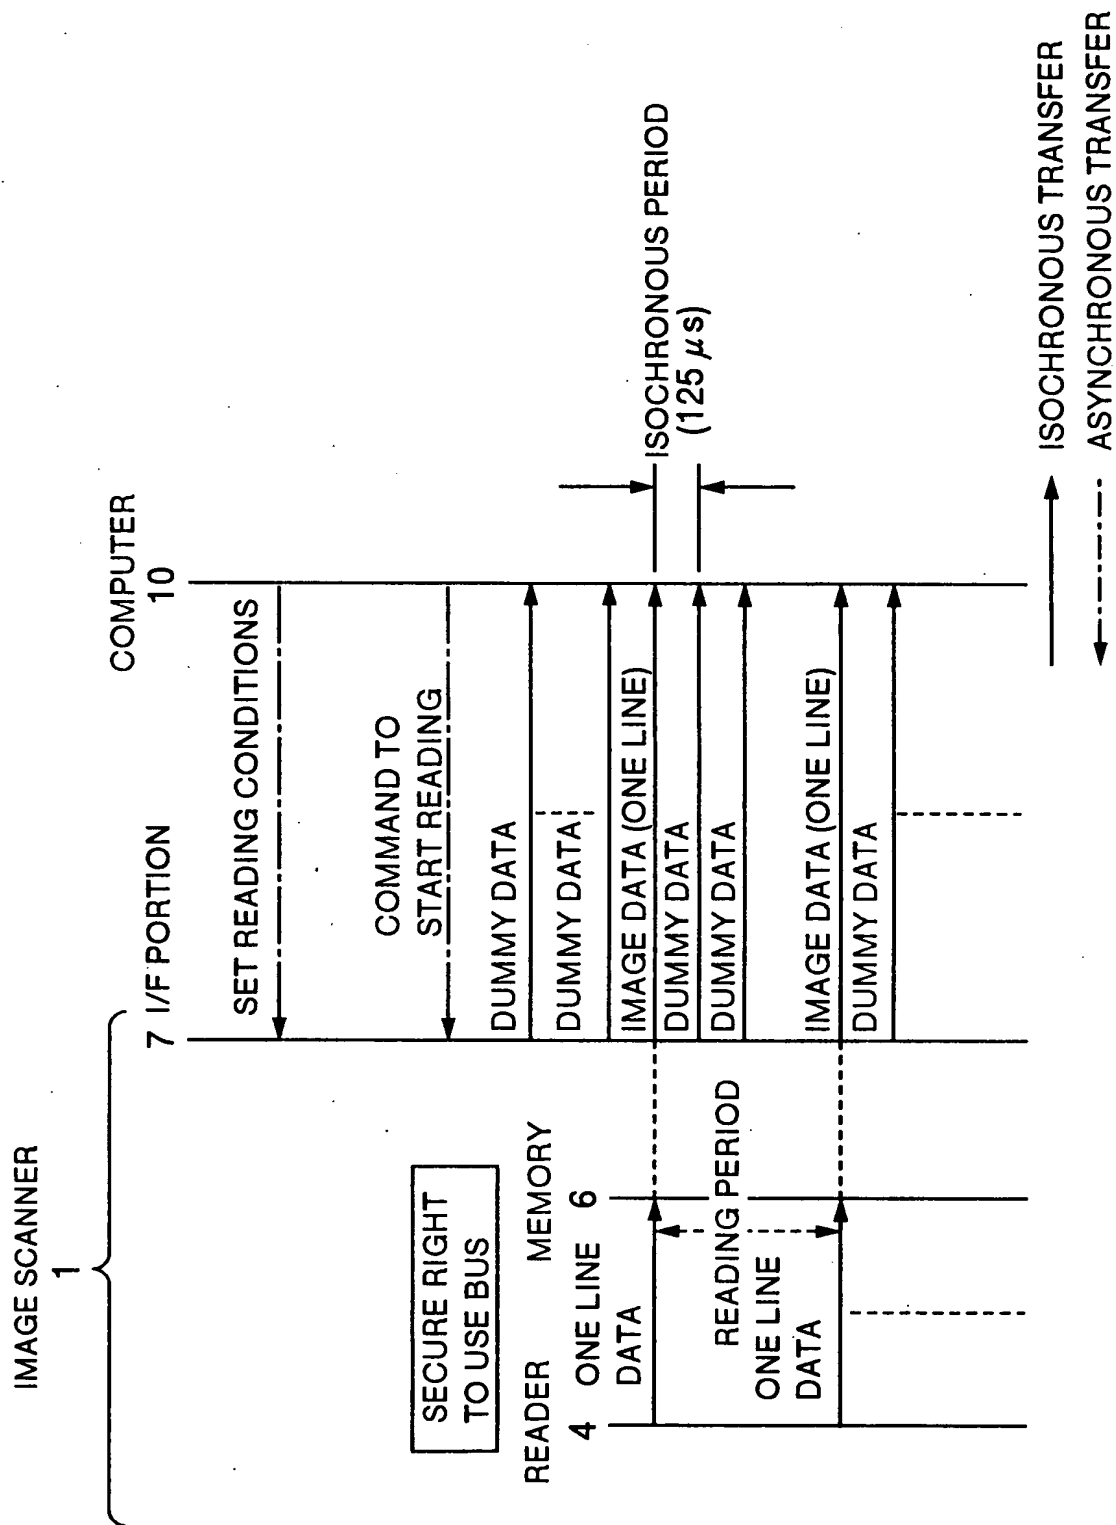 IMAGE SCANNER
1
COMPUTER
10
7 I/F PORTION
SET READING CONDITIONS
SECURE RIGHT
TO USE BUS
COMMAND TO
START READING
READER
MEMORY
4
6
DUMMY DATA
DUMMY DATA
ONE LINE
DATA
IMAGE DATA (ONE LINE)
ISOCHRONOUS PERIOD
(125 μs)
DUMMY DATA
READING PERIOD
DUMMY DATA
ONE LINE
DATA
IMAGE DATA (ONE LINE)
DUMMY DATA
ISOCHRONOUS TRANSFER
ASYNCHRONOUS TRANSFER